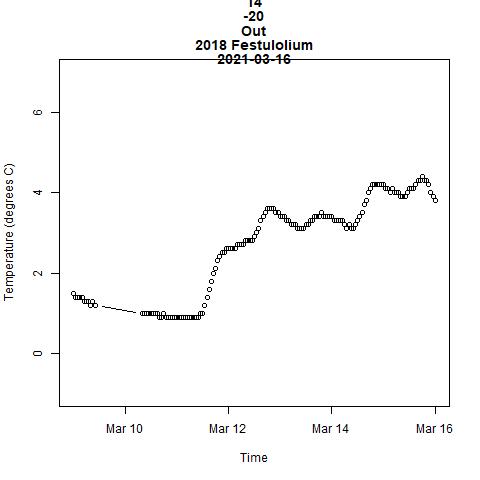 14
-20
Out
2018 Festulolium
2021-03-16
6
4
2
0
Temperature (degrees C)
Mar 10 Mar 12 Mar 14 Mar 16
Time